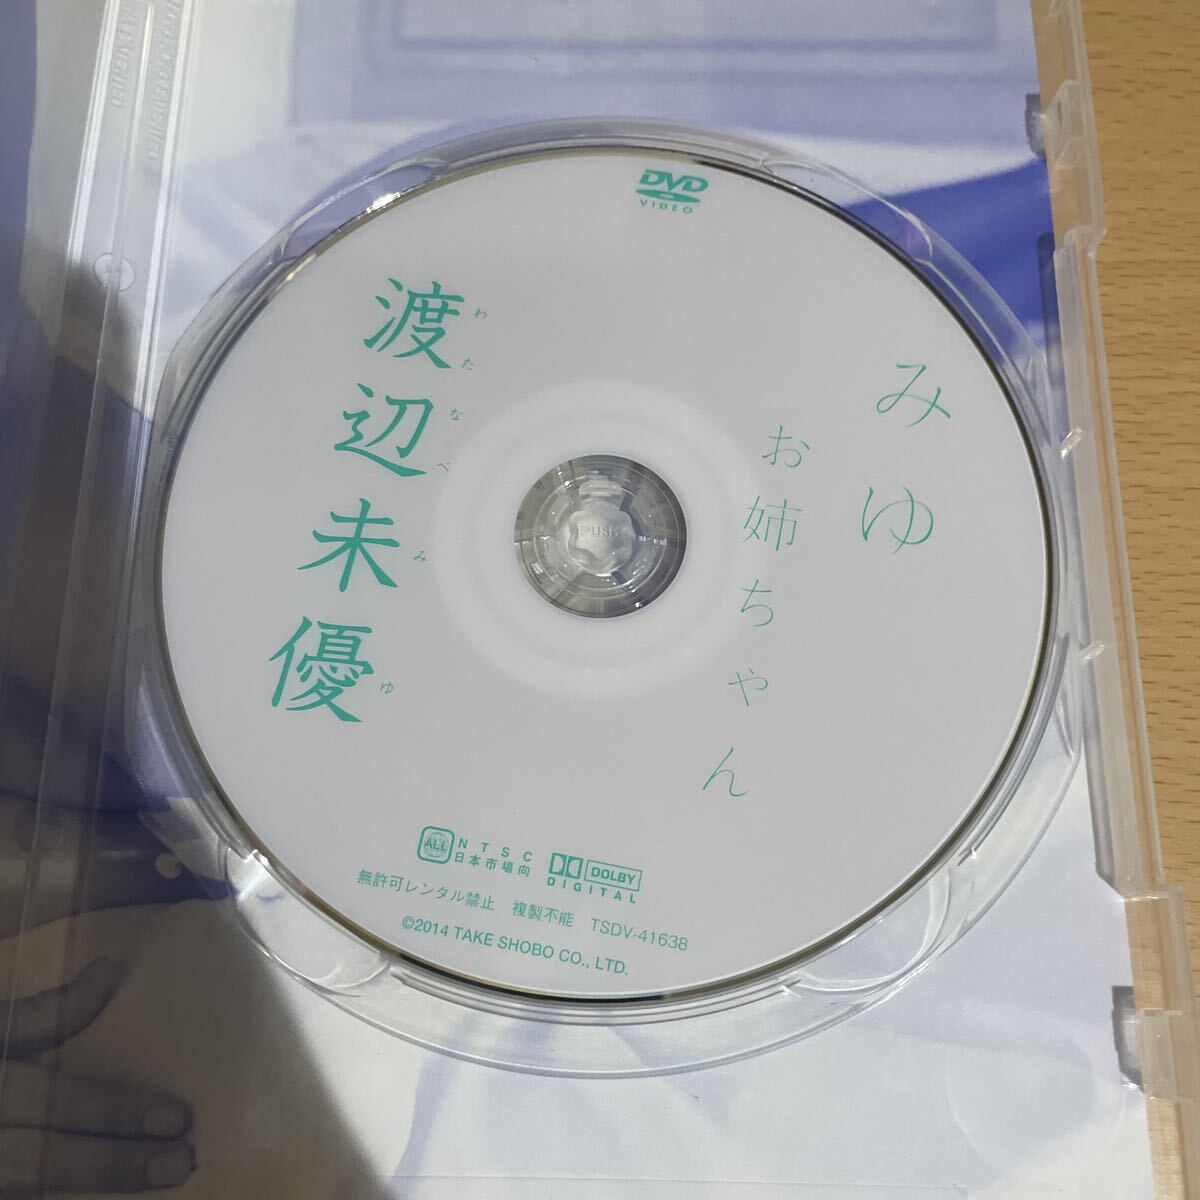 DVD
VIDEO
みゆ
お姉ちゃん
渡辺未優
わたなべみゆ
PUSH
ALL
NTSC
日本市場向
DOLBY
DIGITAL
無許可レンタル禁止 複製不能 TSDV-41638
©2014 TAKE SHOBO CO., LTD.